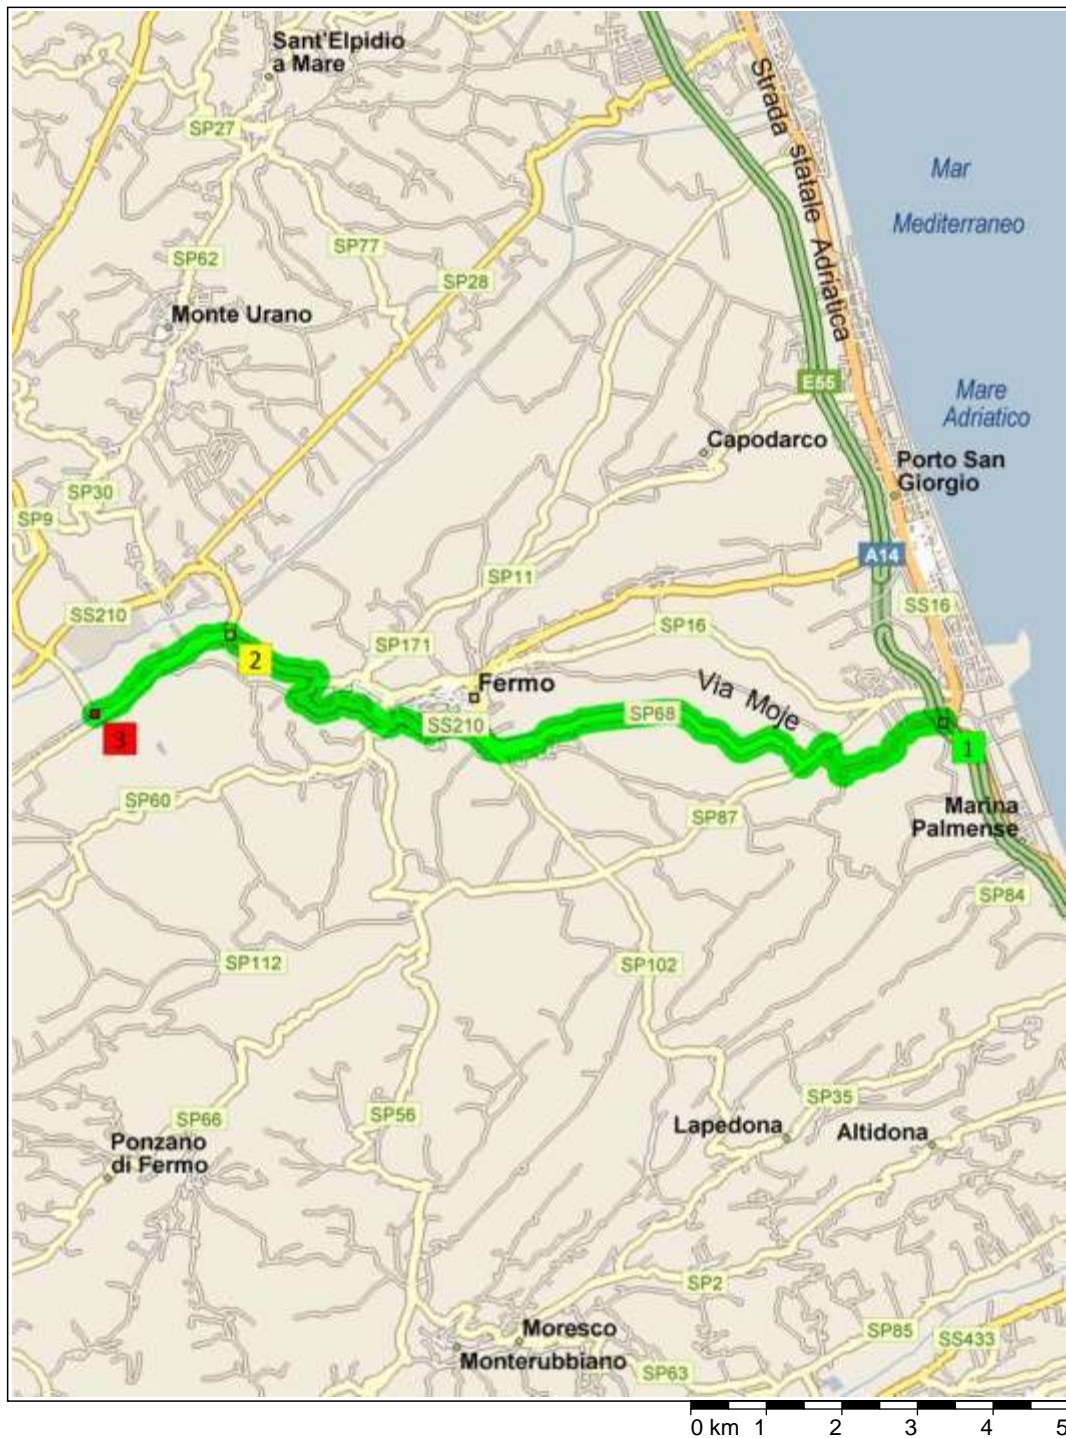 Sant'Elpidio
a Mare
Strada statale Adriatica
SP27
Mar
Mediterraneo
SP77
SP62
SP28
Monte Urano
E55
Mare
Adriatico
Capodarco
Porto San
Giorgio
SP30
SP9
A14
SP11
SS16
SS210
SP16
SP171
2
Fermo
Via Moje
SP68
SS210
3
1
SP60
Marina
Palmense
SP87
SP84
SP112
SP102
SP35
SP66
SP56
Lapedona
Altidona
Ponzano
di Fermo
SP2
Moresco
SP85
SS433
Monterubbiano
SP63
0 km 1 2 3 4 5